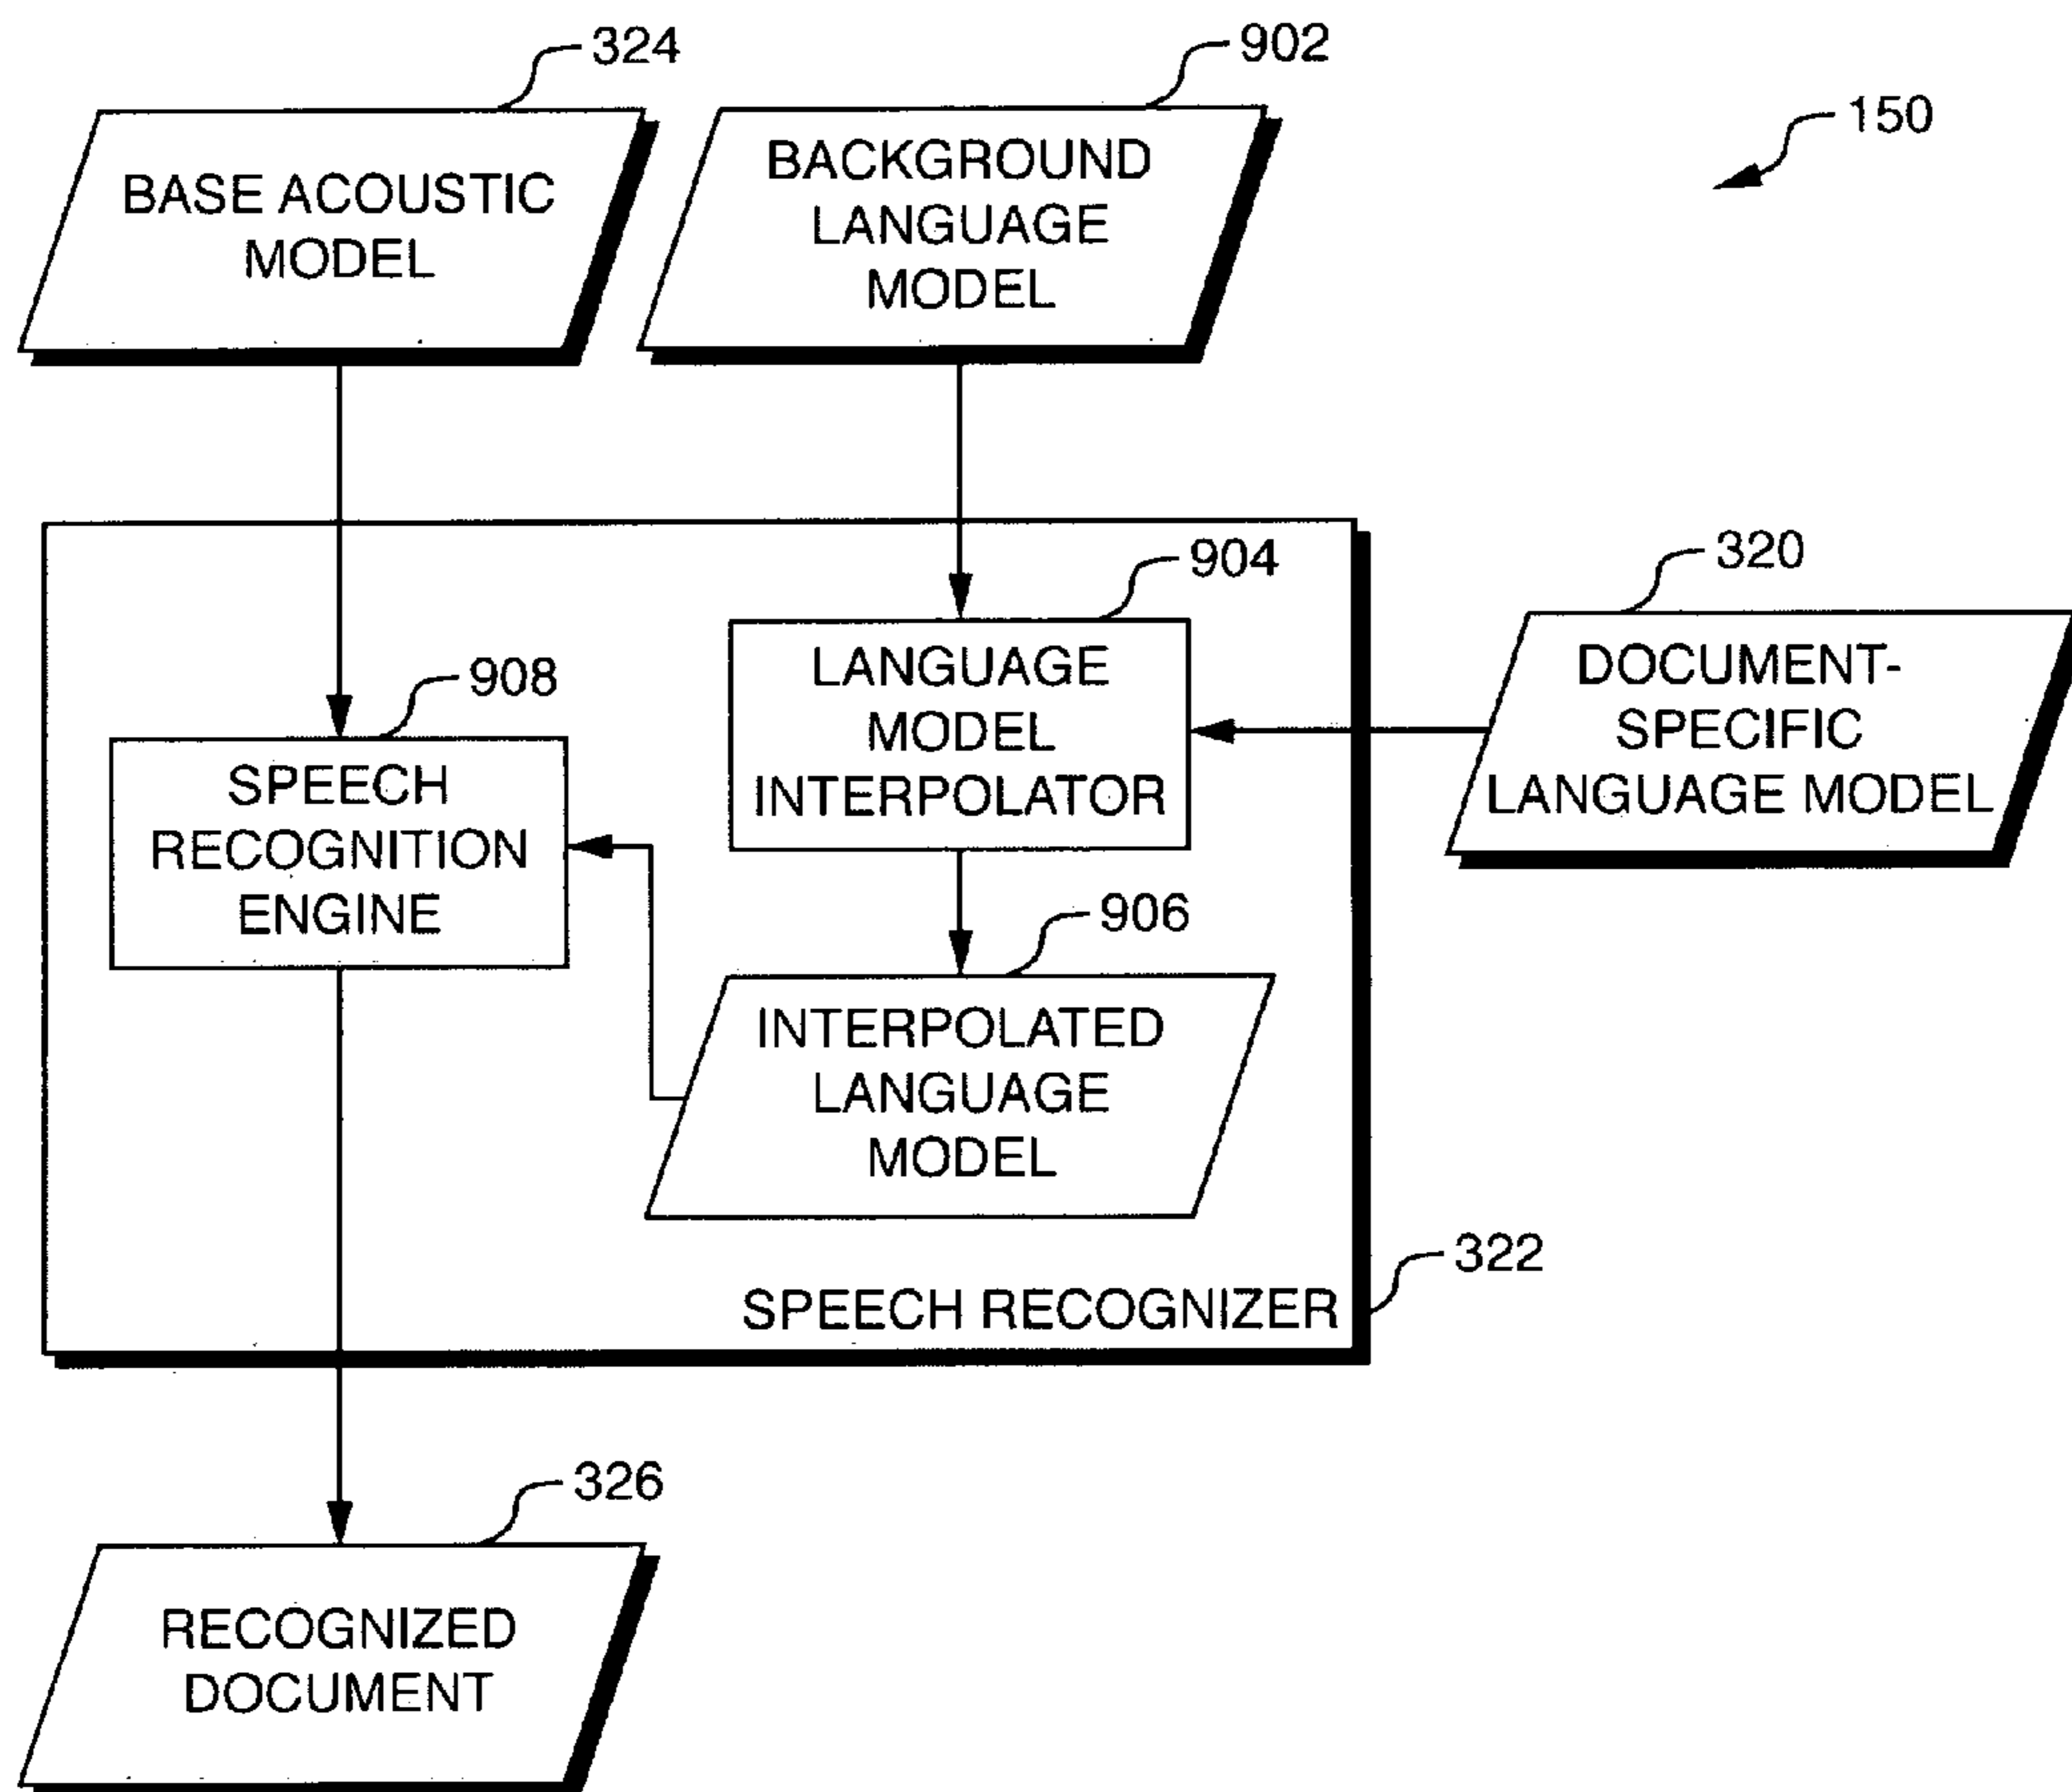 324
902
150
BASE ACOUSTIC
MODEL
BACKGROUND
LANGUAGE
MODEL
904
320
908
LANGUAGE
MODEL
INTERPOLATOR
DOCUMENT-
SPECIFIC
LANGUAGE MODEL
SPEECH
RECOGNITION
ENGINE
906
INTERPOLATED
LANGUAGE
MODEL
322
SPEECH RECOGNIZER
326
RECOGNIZED
DOCUMENT